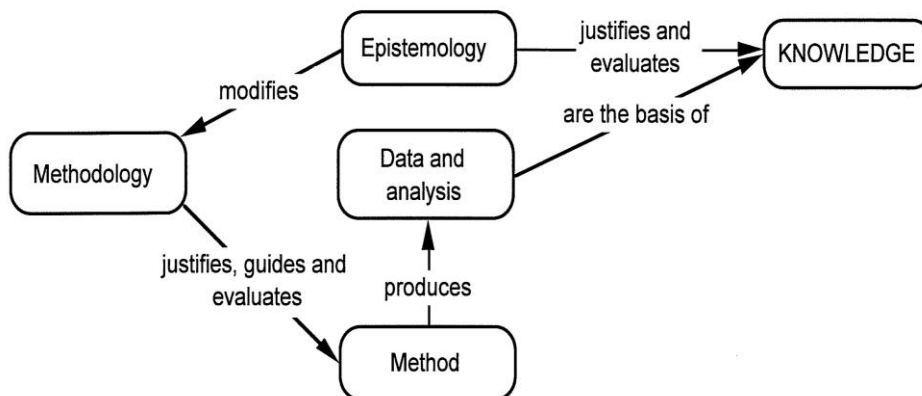 Epistemology
justifies and
evaluates
KNOWLEDGE
modifies
are the basis of
Methodology
Data and
analysis
justifies, guides and
evaluates
produces
Method